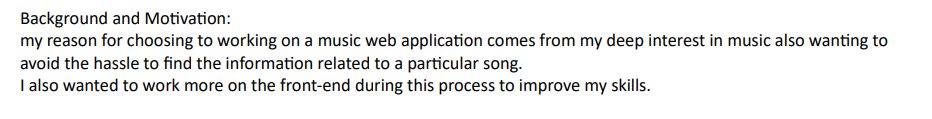 Background and Motivation:
my reason for choosing to working on a music web application comes from my deep interest in music also wanting to
avoid the hassle to find the information related to a particular song.
I also wanted to work more on the front-end during this process to improve my skills.